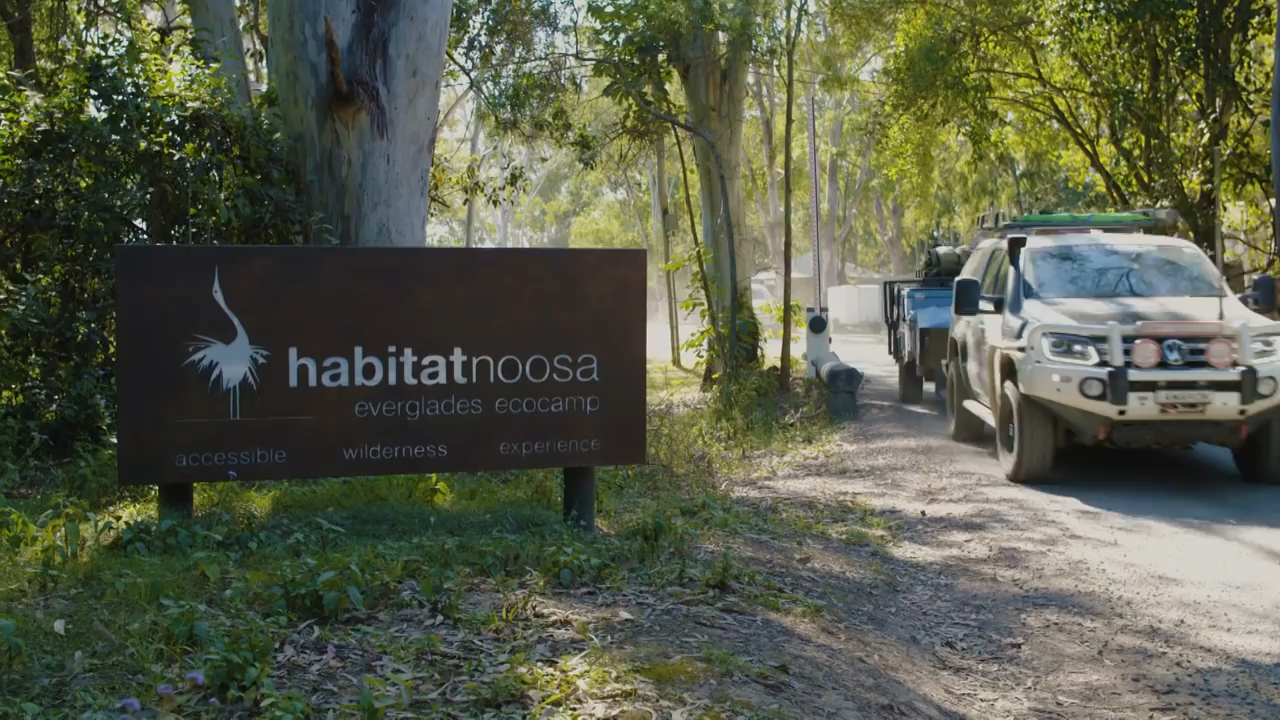 habitatnoosa
everglades ecocamp
accessible wilderness experience